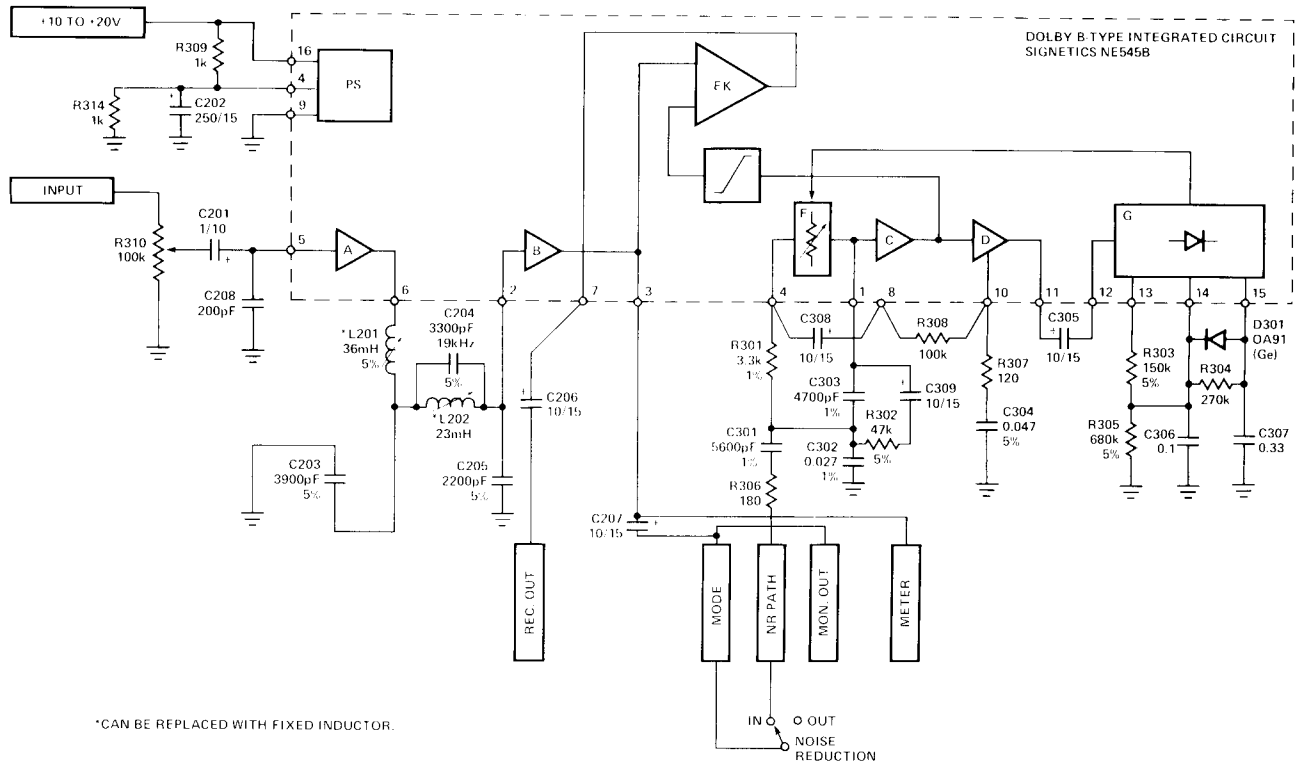 +10 TO +20V
R309
1k
R314
1k
C202
250/15
16
4
9
PS
DOLBY B-TYPE INTEGRATED CIRCUIT
SIGNETICS NE545B
EK
INPUT
R310
100k
C201
1/10
+
C208
200pF
5
A
6
B
2
7
3
F
C
D
G
4
1
8
10
11
12
13
14
15
*L201
36mH
5%
C204
3300pF
19kHz
5%
*L202
23mH
C203
3900pF
5%
C205
2200pF
5%
C206
10/15
C207
10/15
R301
3.3k
1%
C308
10/15
R308
100k
C303
4700pF
1%
C309
10/15
R302
47k
5%
C301
5600pF
1%
C302
0.027
1%
R306
180
R307
120
C304
0.047
5%
C305
10/15
R303
150k
5%
D301
OA91
(Ge)
R304
270k
R305
680k
5%
C306
0.1
C307
0.33
REC. OUT
MODE
NR PATH
MON. OUT
METER
IN
OUT
NOISE
REDUCTION
*CAN BE REPLACED WITH FIXED INDUCTOR.